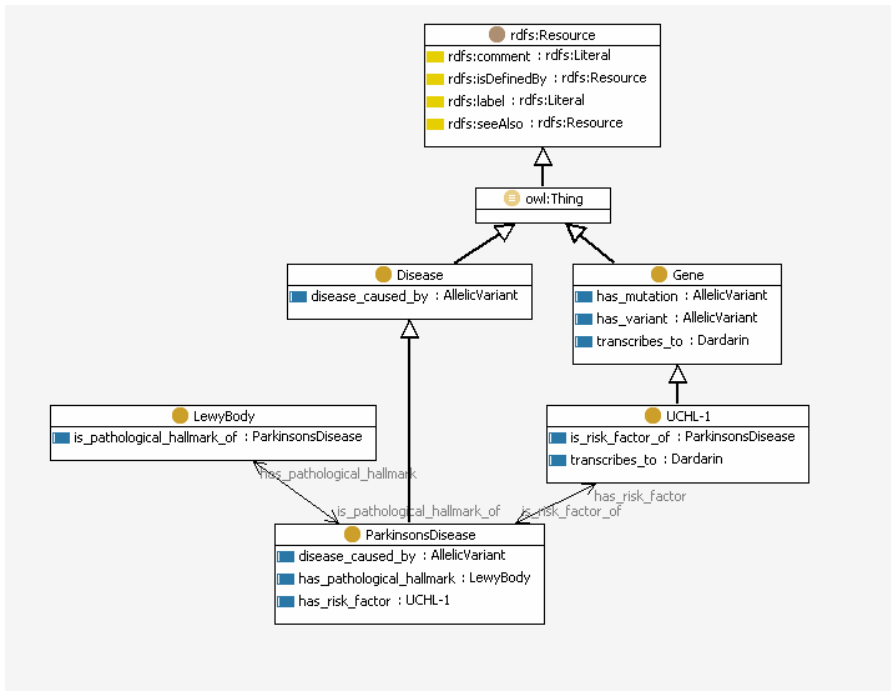 rdfs:Resource
rdfs:comment : rdfs:Literal
rdfs:isDefinedBy : rdfs:Resource
rdfs:label : rdfs:Literal
rdfs:seeAlso : rdfs:Resource
owl:Thing
Disease
disease_caused_by : AllelicVariant
Gene
has_mutation : AllelicVariant
has_variant : AllelicVariant
transcribes_to : Dardarin
LewyBody
is_pathological_hallmark_of : ParkinsonsDisease
UCHL-1
is_risk_factor_of : ParkinsonsDisease
transcribes_to : Dardarin
has_pathological_hallmark
has_risk_factor
is_pathological_hallmark_of
is_risk_factor_of
ParkinsonsDisease
disease_caused_by : AllelicVariant
has_pathological_hallmark : LewyBody
has_risk_factor : UCHL-1